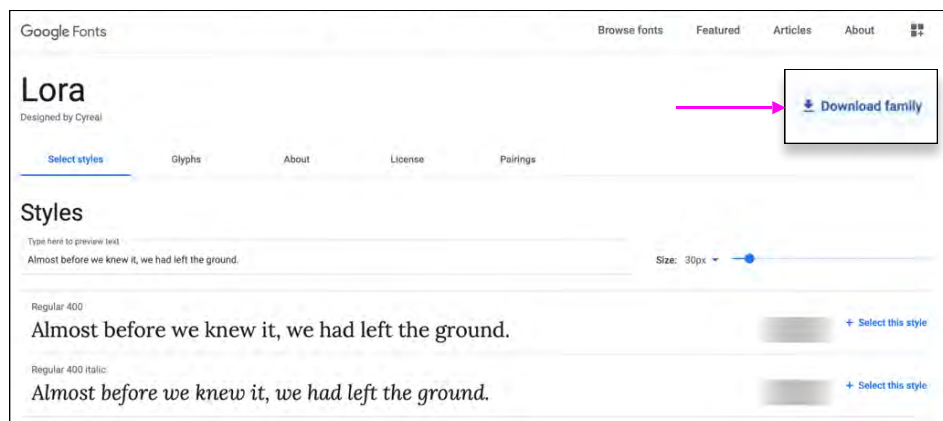 Google Fonts Browse fonts Featured Articles About
Lora
Designed by Cyreal
Download family
Select styles Glyphs About License Pairings
Styles
Type here to preview text
Almost before we knew it, we had left the ground.
Size: 30px
Regular 400
Almost before we knew it, we had left the ground.
+ Select this style
Regular 400 italic
Almost before we knew it, we had left the ground.
+ Select this style